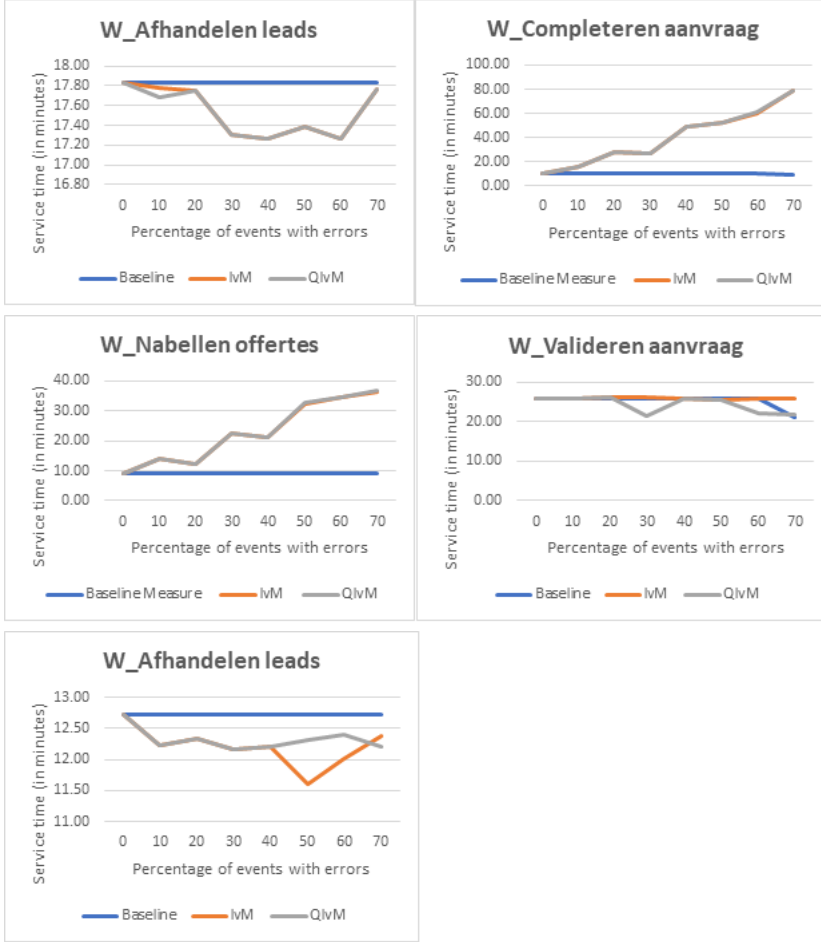 W_Afhandelen leads
Service time (in minutes)
18.00
17.80
17.60
17.40
17.20
17.00
16.80
0 10 20 30 40 50 60 70
Percentage of events with errors
Baseline IvM QIvM
W_Completeren aanvraag
Service time (in minutes)
100.00
80.00
60.00
40.00
20.00
0.00
0 10 20 30 40 50 60 70
Percentage of events with errors
Baseline Measure IvM QIvM
W_Nabellen offertes
Service time (in minutes)
40.00
30.00
20.00
10.00
0.00
0 10 20 30 40 50 60 70
Percentage of events with errors
Baseline Measure IvM QIvM
W_Valideren aanvraag
Service time (in minutes)
30.00
20.00
10.00
0.00
0 10 20 30 40 50 60 70
Percentage of events with errors
Baseline IvM QIvM
W_Afhandelen leads
Service time (in minutes)
13.00
12.50
12.00
11.50
11.00
0 10 20 30 40 50 60 70
Percentage of events with errors
Baseline IvM QIvM